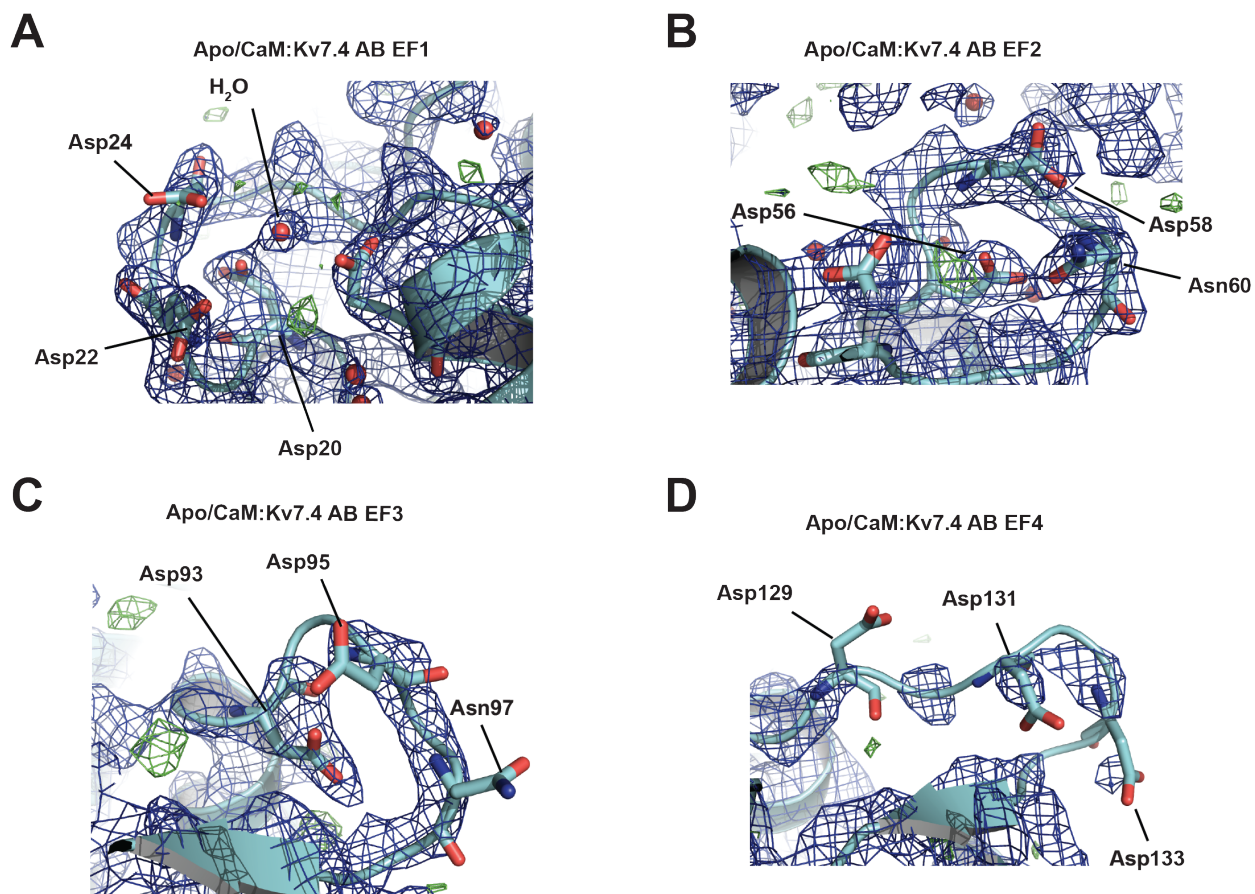 A
Apo/CaM:Kv7.4 AB EF1
H₂O
Asp24
Asp22
Asp20
B
Apo/CaM:Kv7.4 AB EF2
Asp56
Asp58
Asn60
C
Apo/CaM:Kv7.4 AB EF3
Asp95
Asp93
Asn97
D
Apo/CaM:Kv7.4 AB EF4
Asp129
Asp131
Asp133